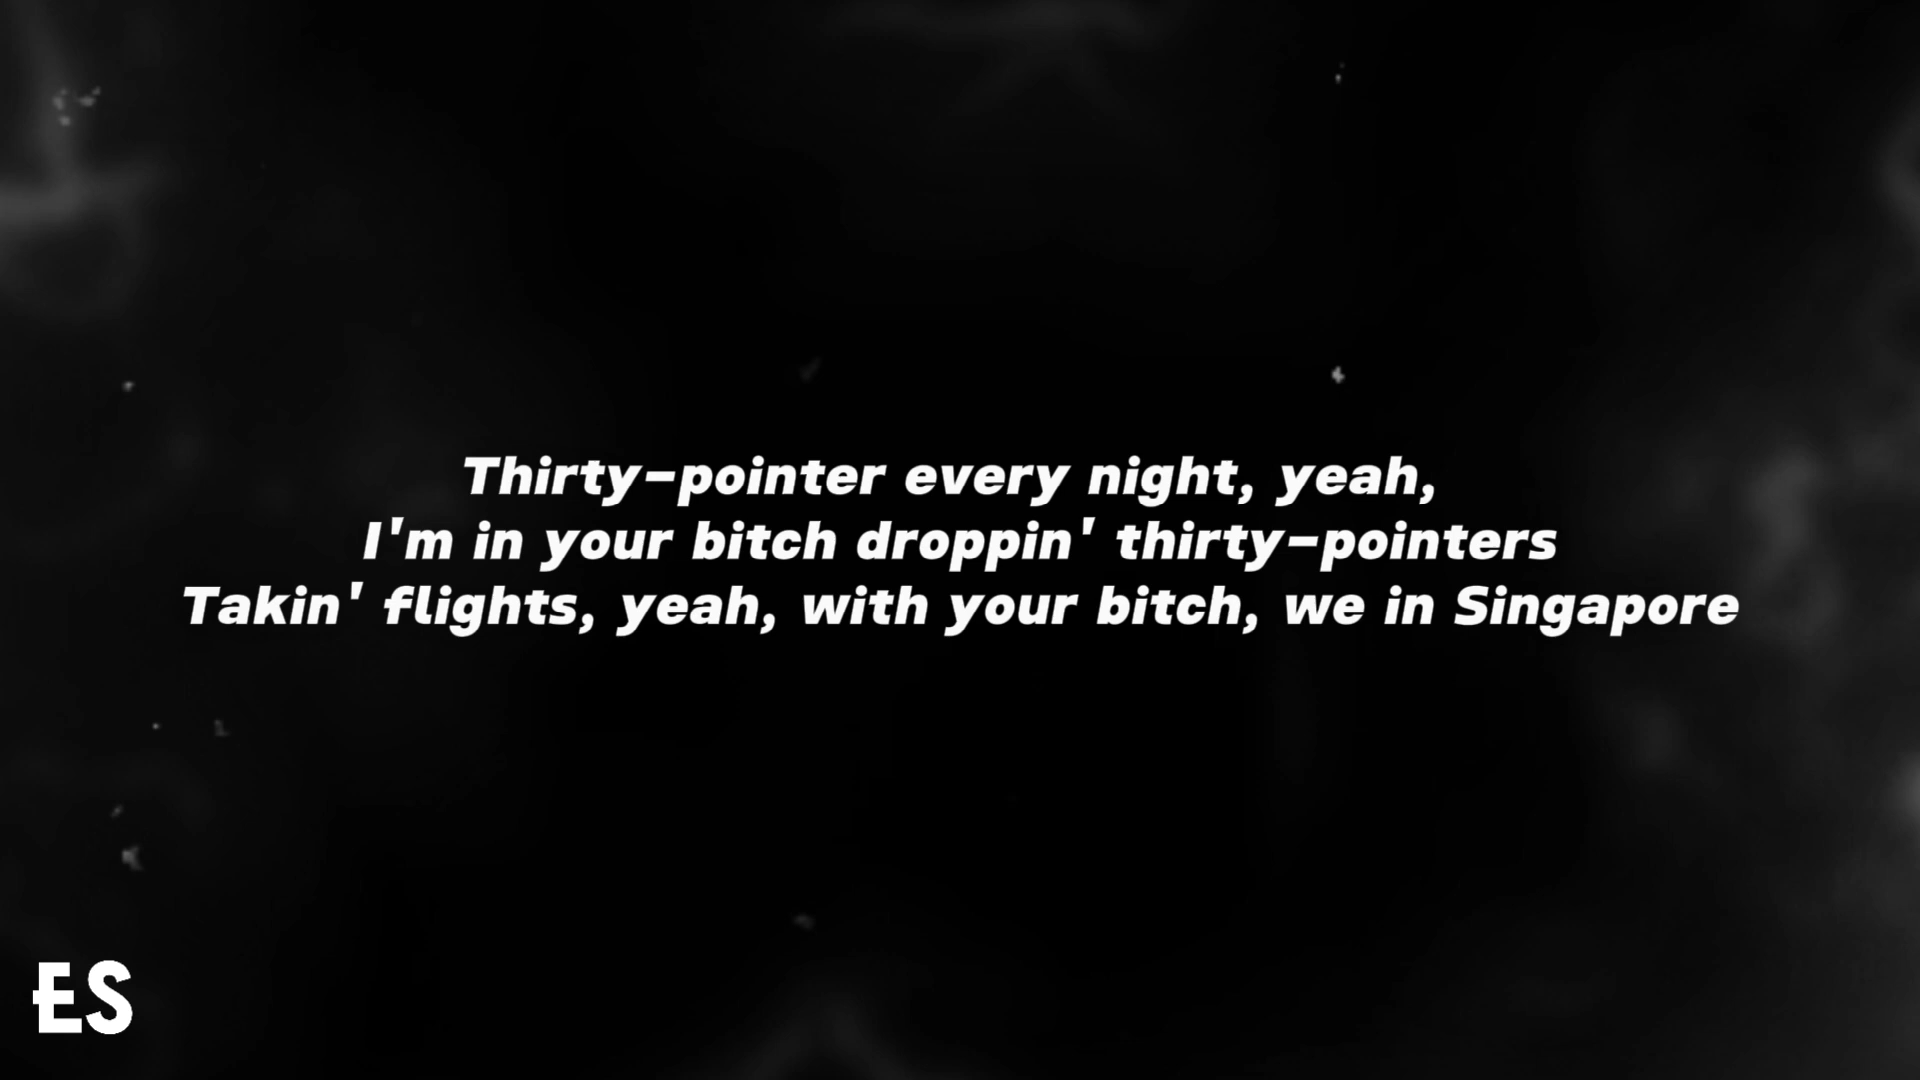 Thirty-pointer every night, yeah,
I'm in your bitch droppin' thirty-pointers
Takin' flights, yeah, with your bitch, we in Singapore
ES